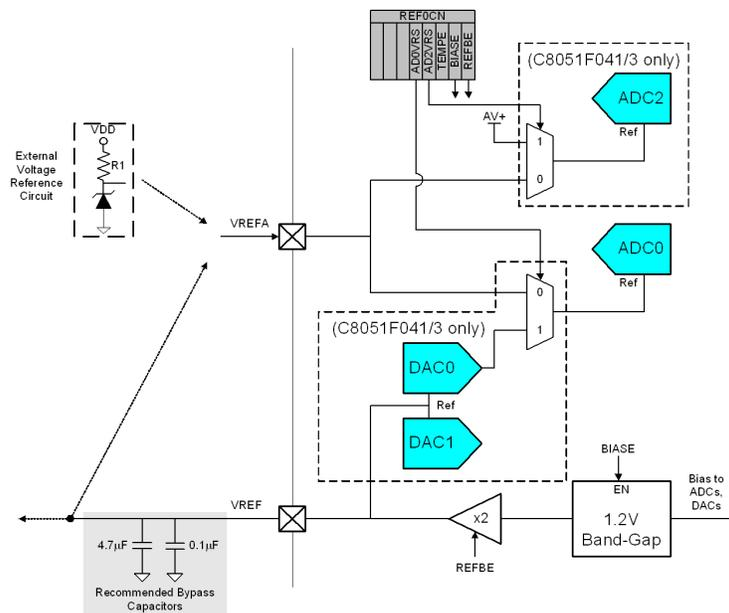 REF0CN
AD0VRS
AD2VRS
TEMPE
BIASE
REFBE
(C8051F041/3 only)
ADC2
Ref
AV+
1
0
VDD
R1
External
Voltage
Reference
Circuit
VREFA
ADC0
Ref
0
1
(C8051F041/3 only)
DAC0
Ref
DAC1
BIASE
EN
1.2V
Band-Gap
Bias to
ADCs,
DACs
VREF
x2
REFBE
4.7µF
0.1µF
Recommended Bypass
Capacitors